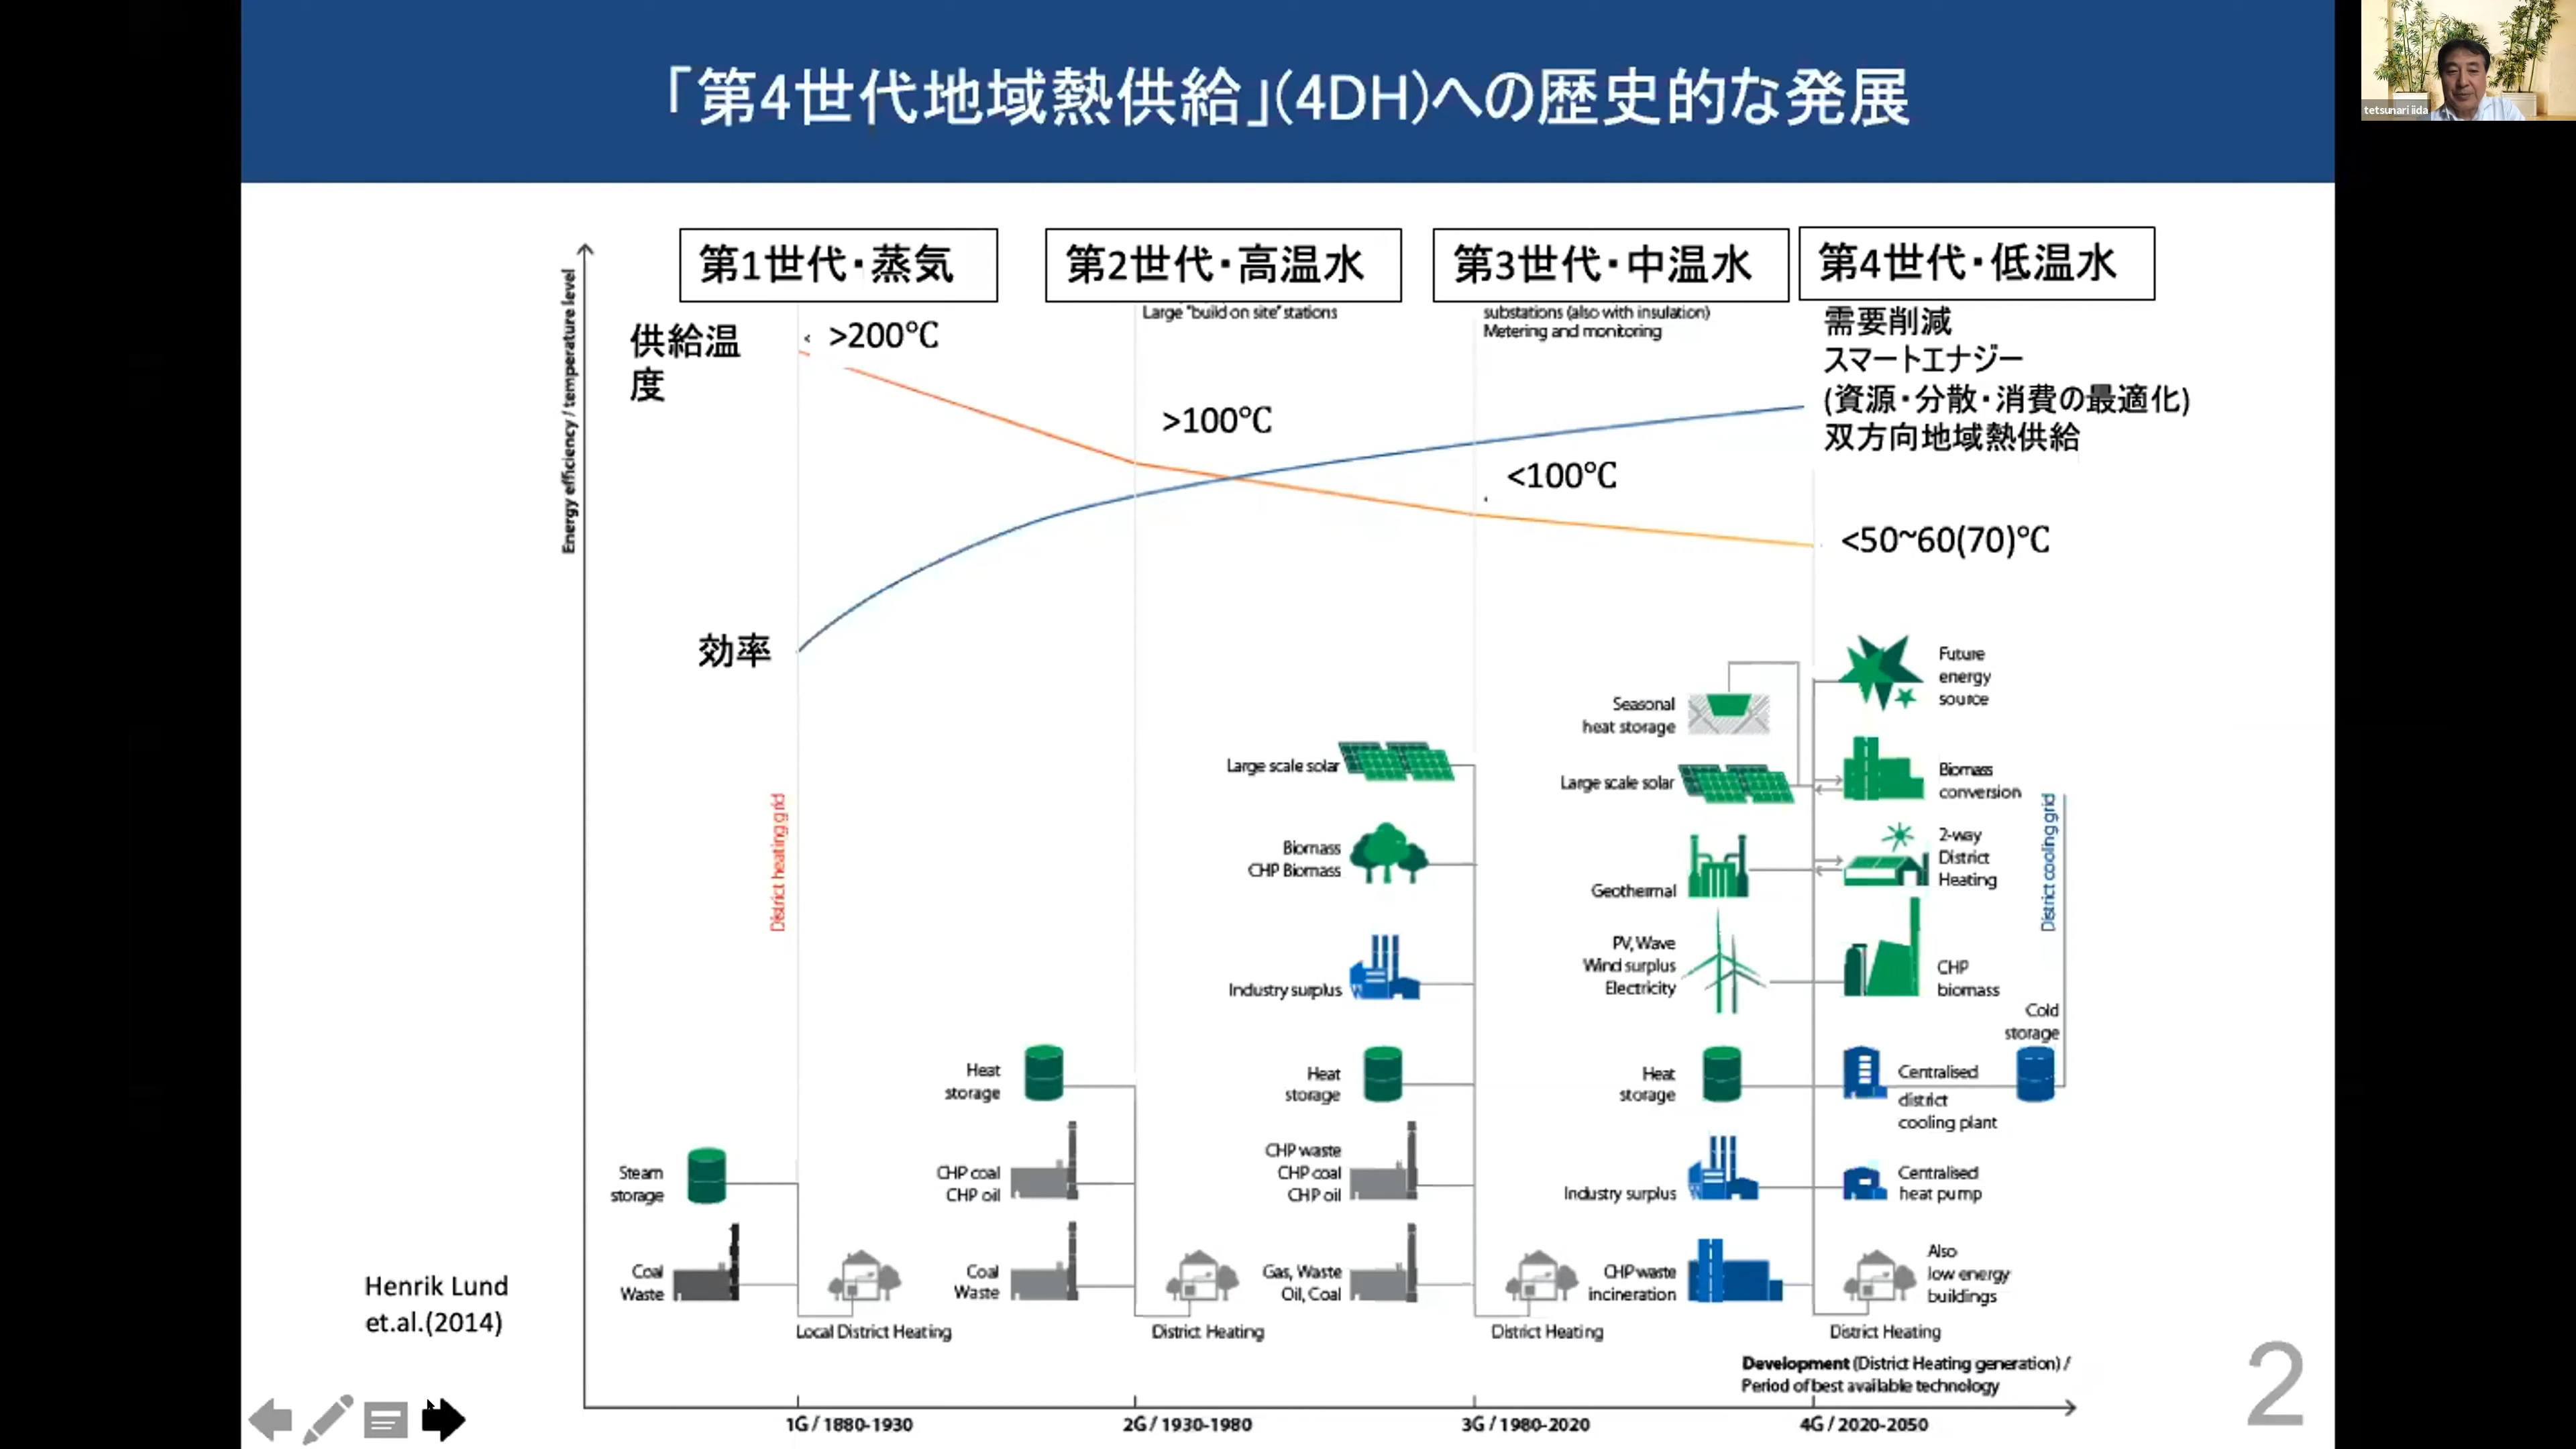 「第4世代地域熱供給」(4DH)への歴史的な発展
tetsunari iida
第1世代・蒸気
第2世代・高温水
第3世代・中温水
第4世代・低温水
Energy efficiency / temperature level
供給温
度
>200℃
Large "build on site" stations
substations (also with insulation)
Metering and monitoring
需要削減
スマートエナジー
(資源・分散・消費の最適化)
双方向地域熱供給
>100℃
<100℃
<50~60(70)℃
効率
District heating grid
Steam
storage
Coal
Waste
Local District Heating
Heat
storage
CHP coal
CHP oil
Coal
Waste
District Heating
Large scale solar
Biomass
CHP Biomass
Industry surplus
Heat
storage
CHP waste
CHP coal
CHP oil
Gas, Waste
Oil, Coal
District Heating
Seasonal
heat storage
Large scale solar
Geothermal
PV, Wave
Wind surplus
Electricity
Heat
storage
Industry surplus
CHP waste
incineration
Future
energy
source
Biomass
conversion
2-way
District
Heating
CHP
biomass
Cold
storage
Centralised
district
cooling plant
Centralised
heat pump
Also
low energy
buildings
District Heating
District cooling grid
Henrik Lund
et.al.(2014)
Development (District Heating generation) /
Period of best available technology
1G / 1880-1930
2G / 1930-1980
3G / 1980-2020
4G / 2020-2050
2